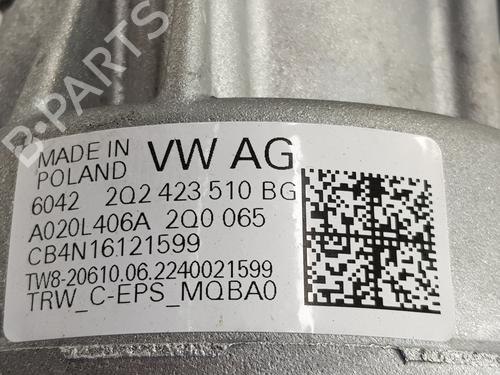 MADE IN
POLAND VW AG
6042 2Q2 423 510 BG
A020L406A 2Q0 065
CB4N16121599
TW8-20610.06.2240021599
TRW_C-EPS_MQBA0
B-PARTS